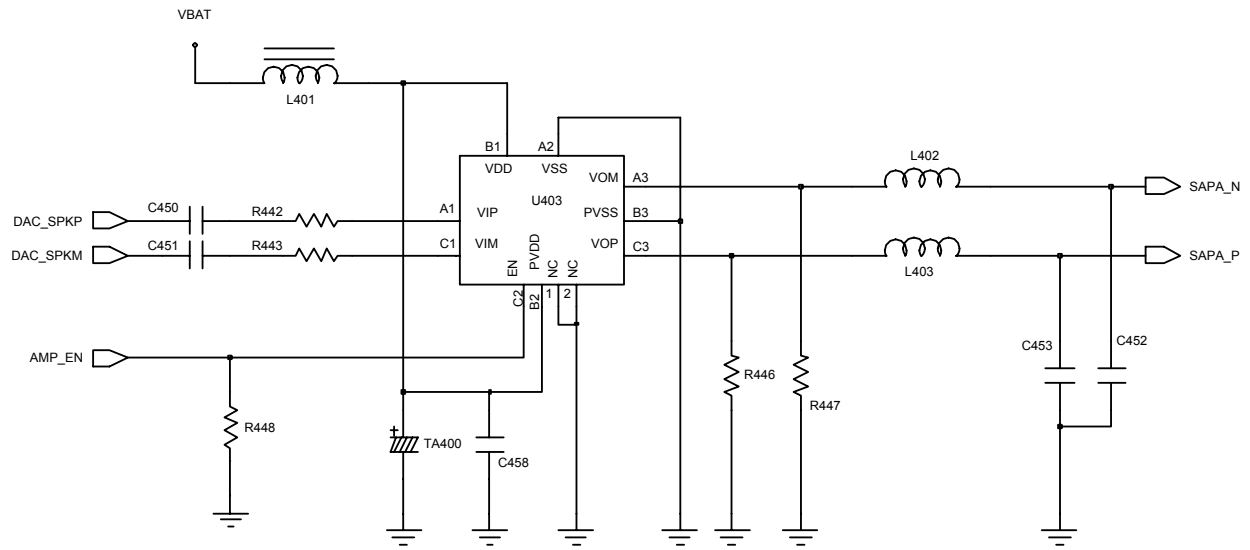 VBAT
L401
B1
A2
VDD
VSS
L402
VOM
A3
SAPA_N
U403
C450
R442
A1
DAC_SPKP
VIP
PVSS
B3
C451
R443
C1
DAC_SPKM
VIM
VOP
C3
SAPA_P
L403
EN
PVDD
NC
NC
C2
B2
1
2
AMP_EN
C453
C452
R446
R447
R448
+
TA400
C458